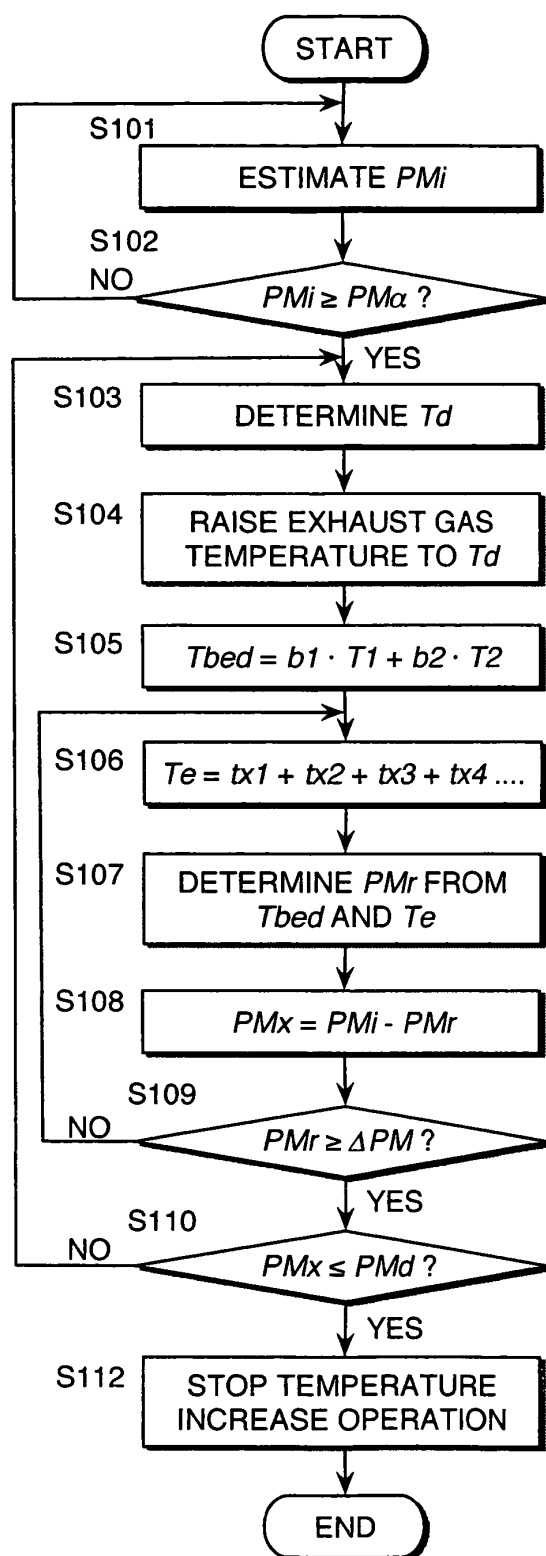 START
S101
ESTIMATE PMi
S102
NO
PMi ≥ PMα ?
YES
S103
DETERMINE Td
S104
RAISE EXHAUST GAS
TEMPERATURE TO Td
S105
Tbed = b1 · T1 + b2 · T2
S106
Te = tx1 + tx2 + tx3 + tx4 ....
S107
DETERMINE PMr FROM
Tbed AND Te
S108
PMx = PMi - PMr
S109
NO
PMr ≥ ΔPM ?
YES
S110
NO
PMx ≤ PMd ?
YES
S112
STOP TEMPERATURE
INCREASE OPERATION
END